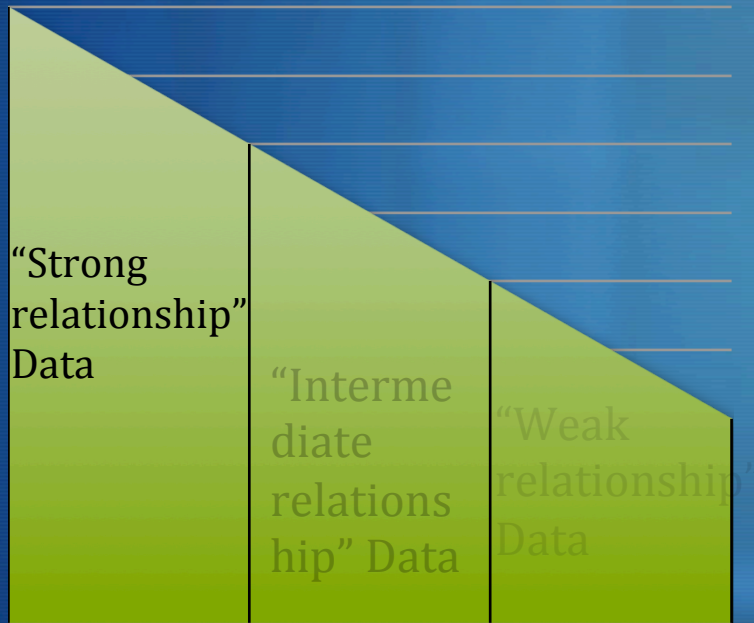 “Strong
relationship”
Data
“Interme
diate
relations
hip” Data
“Weak
relationship”
Data